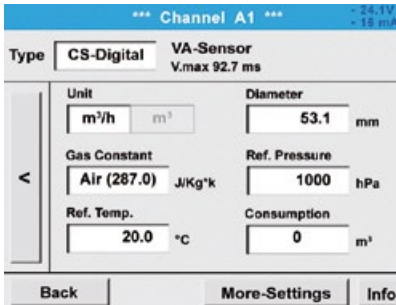 *** Channel A1 ***
- 24.1V
- 16 mA
Type CS-Digital VA-Sensor
V.max 92.7 ms
Unit Diameter
m³/h m³ 53.1 mm
Gas Constant Ref. Pressure
< Air (287.0) J/Kg*k 1000 hPa
Ref. Temp. Consumption
20.0 °C 0 m³
Back More-Settings Info